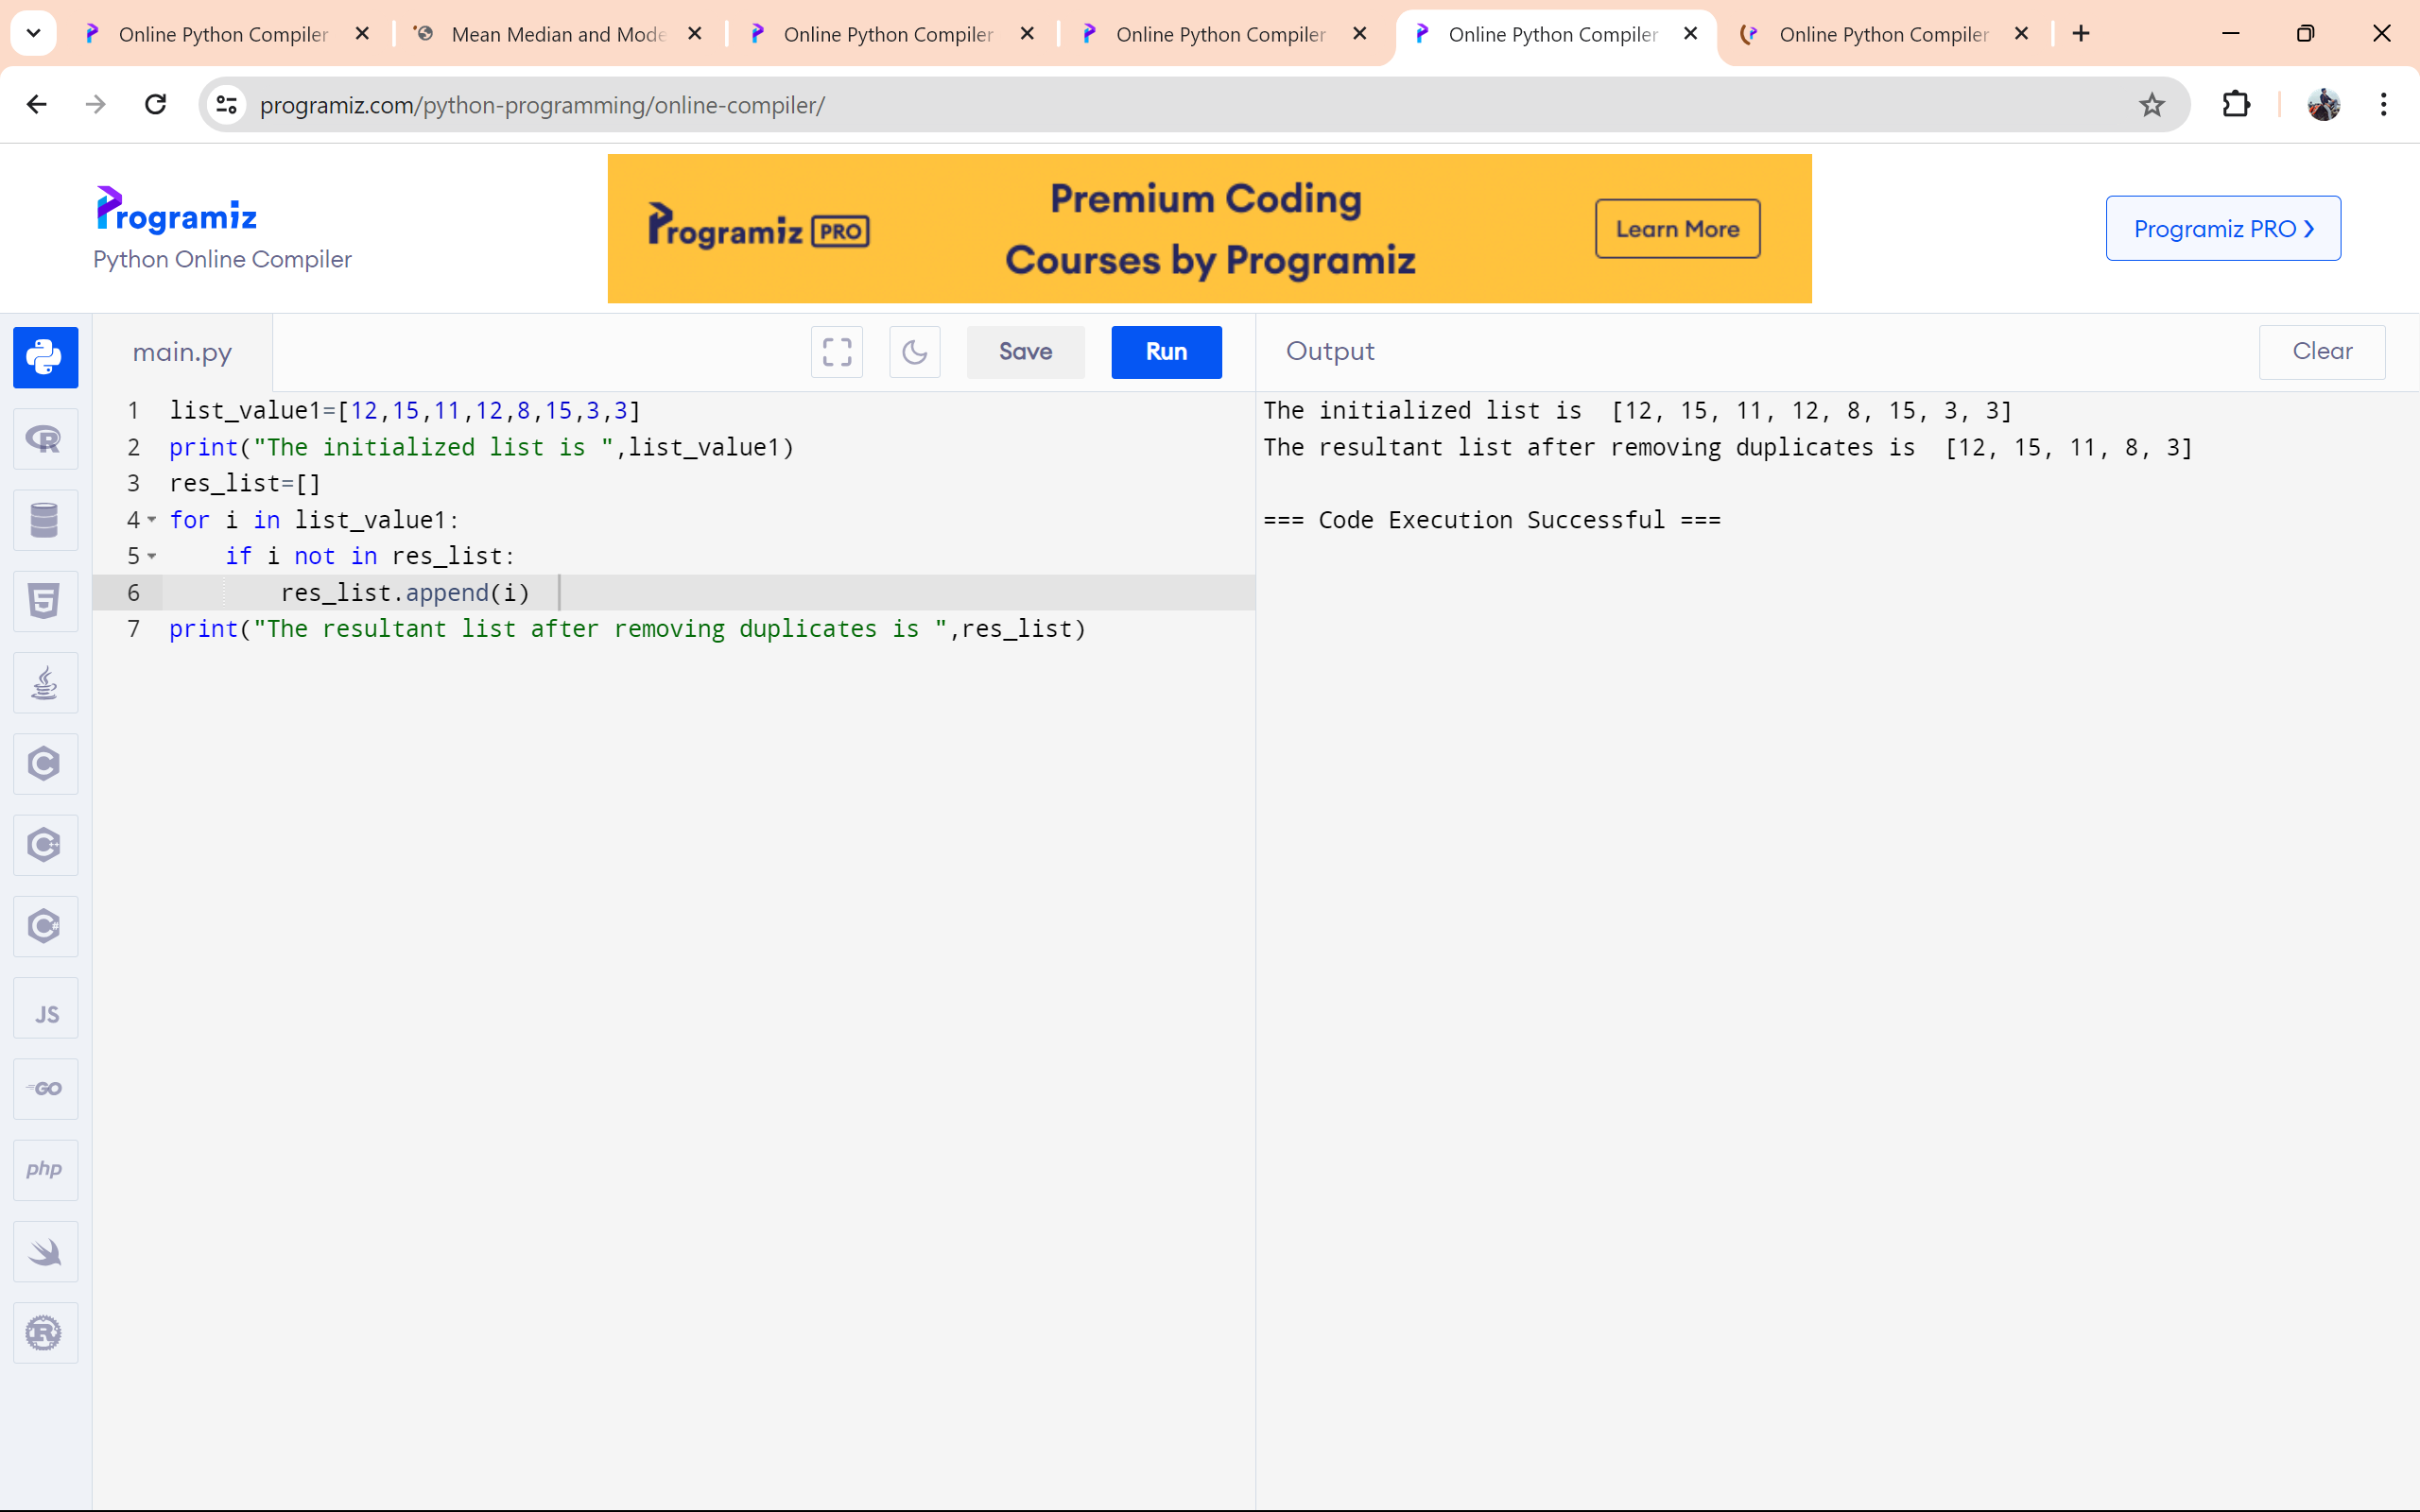 Online Python Compiler
Mean Median and Mode
Online Python Compiler
Online Python Compiler
Online Python Compiler
Online Python Compiler
programiz.com/python-programming/online-compiler/
Programiz
Python Online Compiler
Programiz PRO
Premium Coding
Courses by Programiz
Learn More
Programiz PRO ❯
main.py
Save
Run
Output
Clear
1 list_value1=[12,15,11,12,8,15,3,3]
2 print("The initialized list is ",list_value1)
3 res_list=[]
4 for i in list_value1:
5     if i not in res_list:
6         res_list.append(i)
7 print("The resultant list after removing duplicates is ",res_list)
The initialized list is  [12, 15, 11, 12, 8, 15, 3, 3]
The resultant list after removing duplicates is  [12, 15, 11, 8, 3]
=== Code Execution Successful ===
R
5
C
C++
C#
JS
GO
php
R